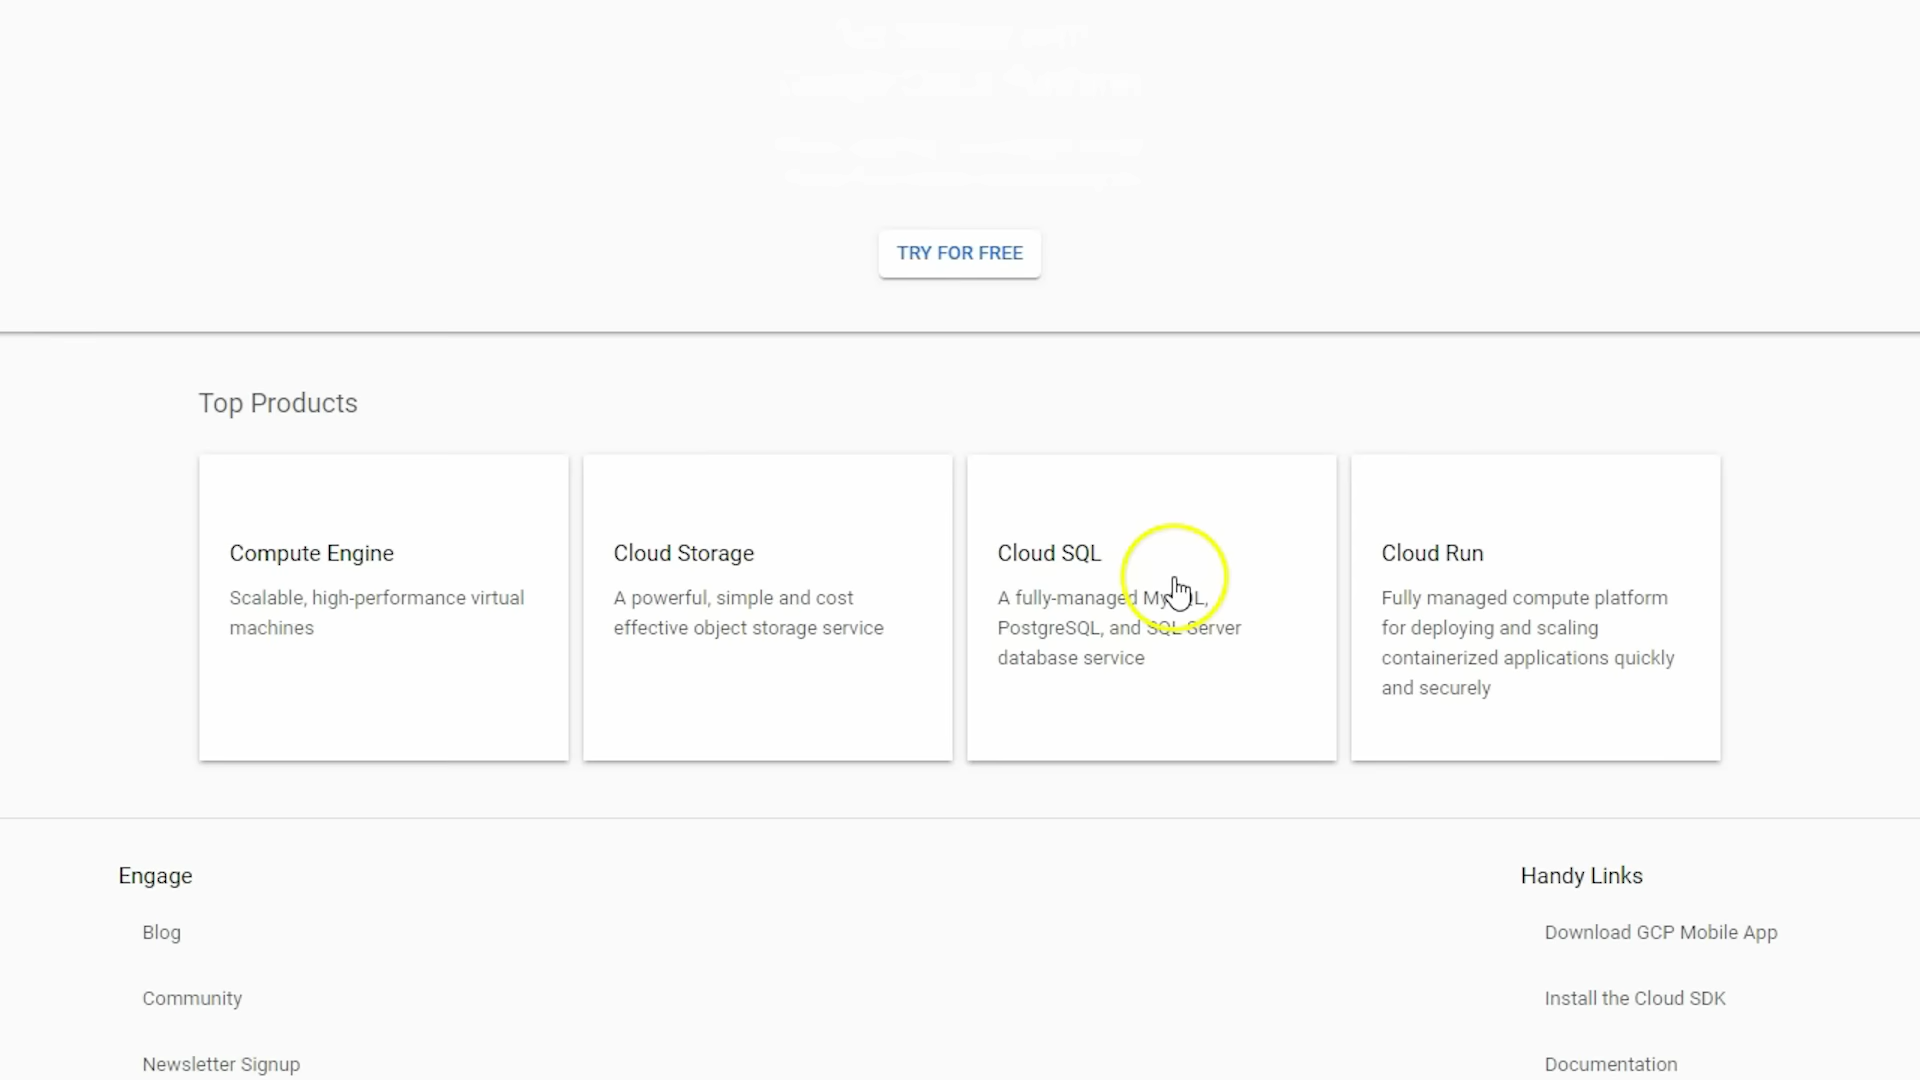 TRY FOR FREE
Top Products
Compute Engine
Scalable, high-performance virtual
machines
Cloud Storage
A powerful, simple and cost
effective object storage service
Cloud SQL
A fully-managed MySQL,
PostgreSQL, and SQL Server
database service
Cloud Run
Fully managed compute platform
for deploying and scaling
containerized applications quickly
and securely
Engage
Blog
Community
Newsletter Signup
Handy Links
Download GCP Mobile App
Install the Cloud SDK
Documentation